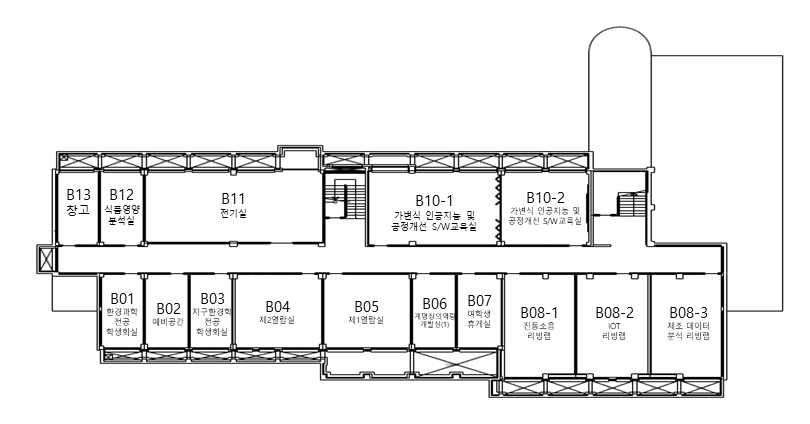 B13
창고
B12
식품영양
분석실
B11
전기실
B10-1
가변식 인공지능 및
공정개선 S/W교육실
B10-2
가변식 인공지능 및
공정개선 S/W교육실
B01
환경과학
전공
학생회실
B02
예비공간
B03
지구환경학
전공
학생회실
B04
제2열람실
B05
제1열람실
B06
계명창의역량
개발실(1)
B07
여학생
휴게실
B08-1
진동소음
리빙랩
B08-2
IOT
리빙랩
B08-3
제조 데이터
분석 리빙랩